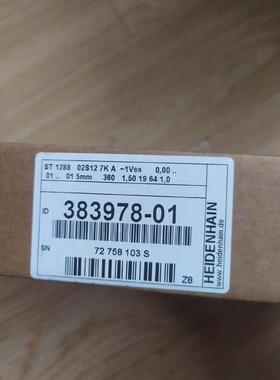 ST 1288 02S12 7K A ~1Vss 0,00 ..
01 .. 01 5mm 360 1,50 19 64 1,0
ID 383978-01
SN 72 758 103 S
Z8
HEIDENHAIN
www.heidenhain.de